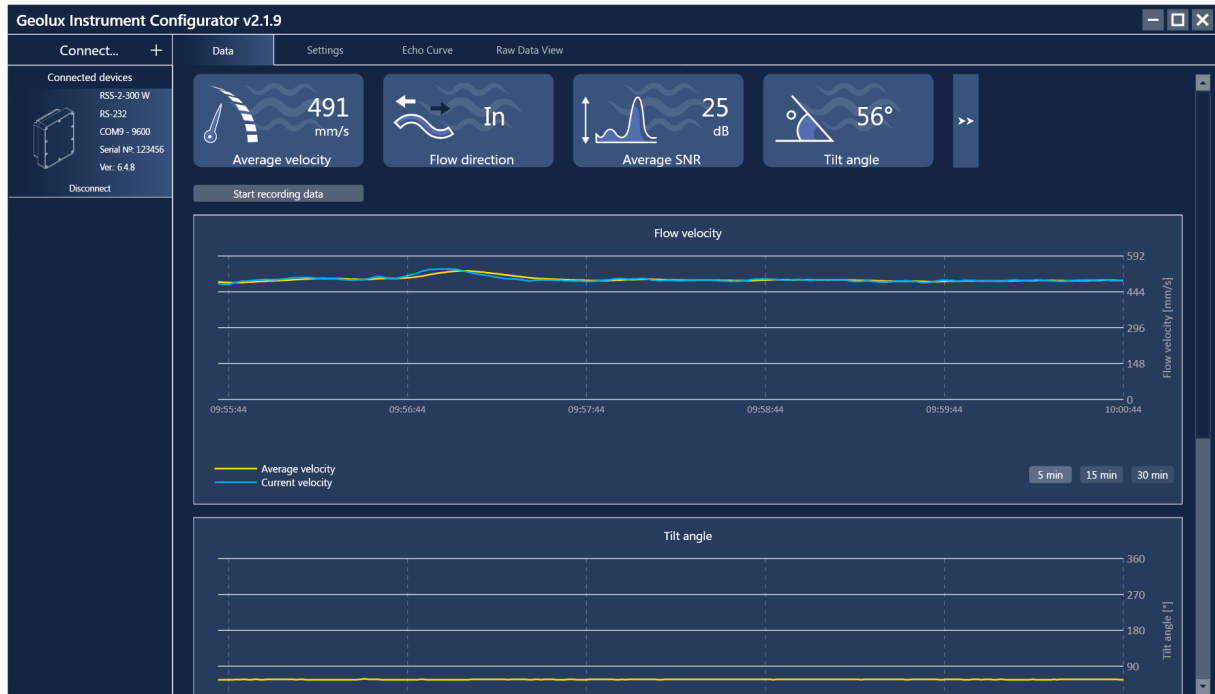 Geolux Instrument Configurator v2.1.9
Connect... +
Data
Settings
Echo Curve
Raw Data View
Connected devices
RSS-2-300 W
RS-232
COM9 - 9600
Serial №: 123456
Ver.: 6.4.8
Disconnect
491
mm/s
Average velocity
In
Flow direction
25
dB
Average SNR
56°
Tilt angle
Start recording data
Flow velocity
592
444
296
148
0
Flow velocity [mm/s]
09:55:44
09:56:44
09:57:44
09:58:44
09:59:44
10:00:44
Average velocity
Current velocity
5 min
15 min
30 min
Tilt angle
360
270
180
90
Tilt angle [°]